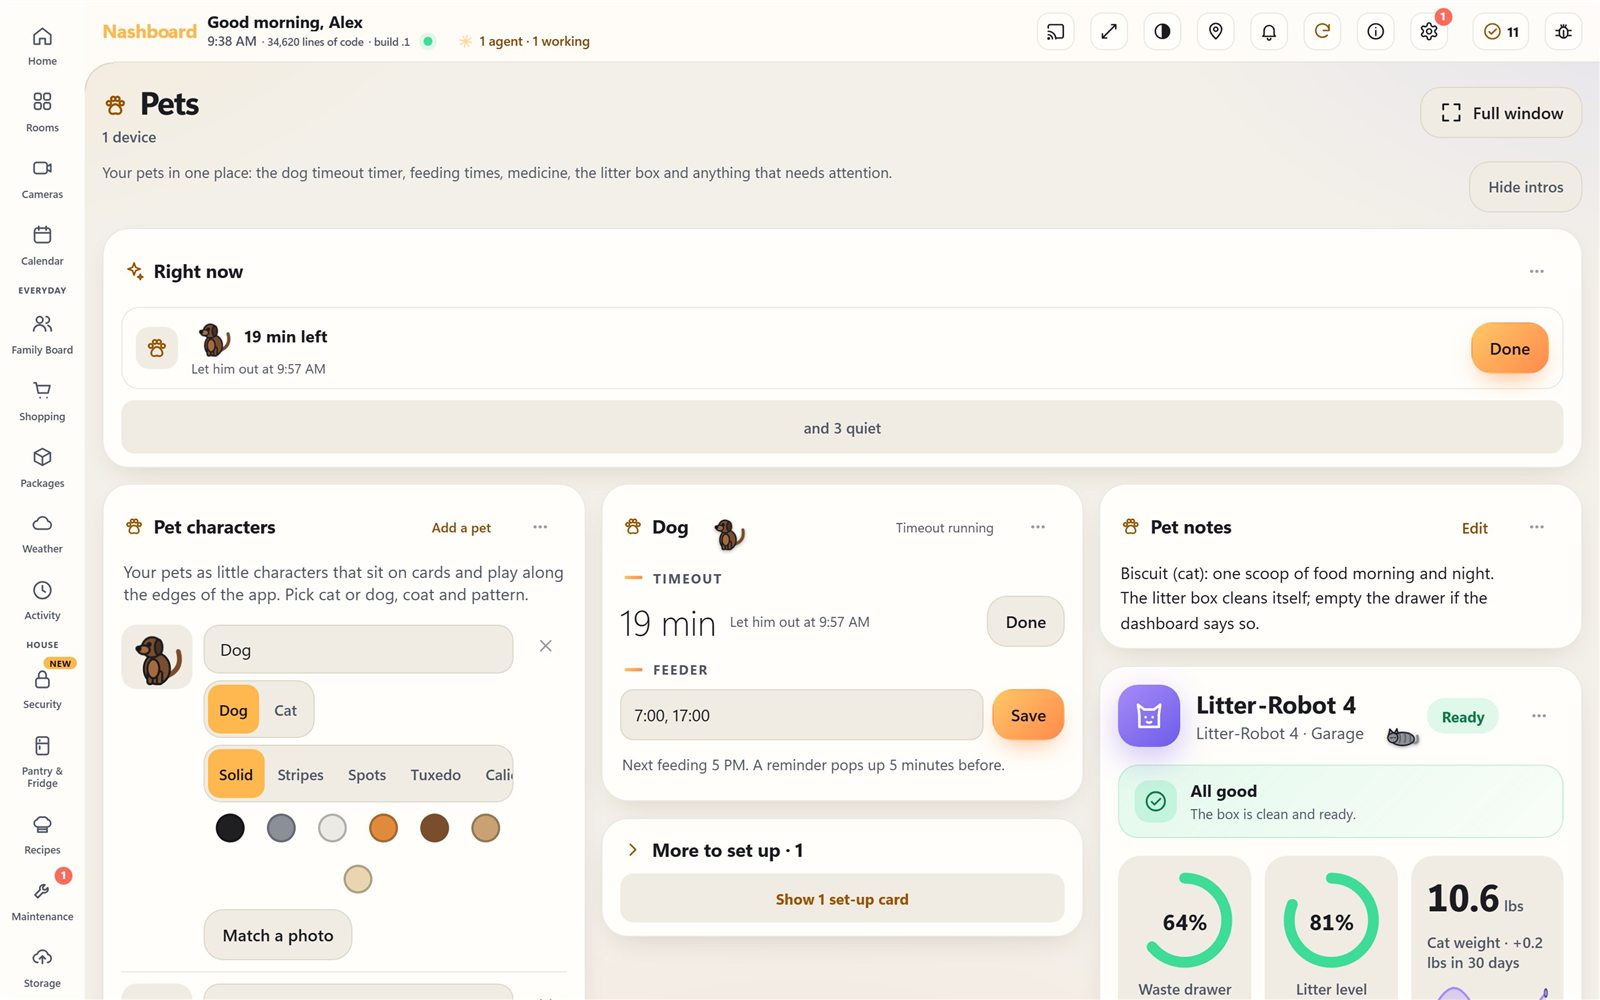 Nashboard
Good morning, Alex
9:38 AM · 34,620 lines of code · build .1
1 agent · 1 working
1
11
Home
Rooms
Cameras
Calendar
EVERYDAY
Family Board
Shopping
Packages
Weather
Activity
HOUSE
NEW
Security
Pantry &
Fridge
Recipes
1
Maintenance
Storage
Pets
1 device
Your pets in one place: the dog timeout timer, feeding times, medicine, the litter box and anything that needs attention.
Full window
Hide intros
Right now
19 min left
Let him out at 9:57 AM
Done
and 3 quiet
Pet characters
Add a pet
Your pets as little characters that sit on cards and play along
the edges of the app. Pick cat or dog, coat and pattern.
Dog
Dog Cat
Solid Stripes Spots Tuxedo
Match a photo
Dog
Timeout running
TIMEOUT
19 min
Let him out at 9:57 AM
Done
FEEDER
7:00, 17:00
Save
Next feeding 5 PM. A reminder pops up 5 minutes before.
More to set up · 1
Show 1 set-up card
Pet notes
Edit
Biscuit (cat): one scoop of food morning and night.
The litter box cleans itself; empty the drawer if the
dashboard says so.
Litter-Robot 4
Litter-Robot 4 · Garage
Ready
All good
The box is clean and ready.
64%
Waste drawer
81%
Litter level
10.6 lbs
Cat weight · +0.2
lbs in 30 days